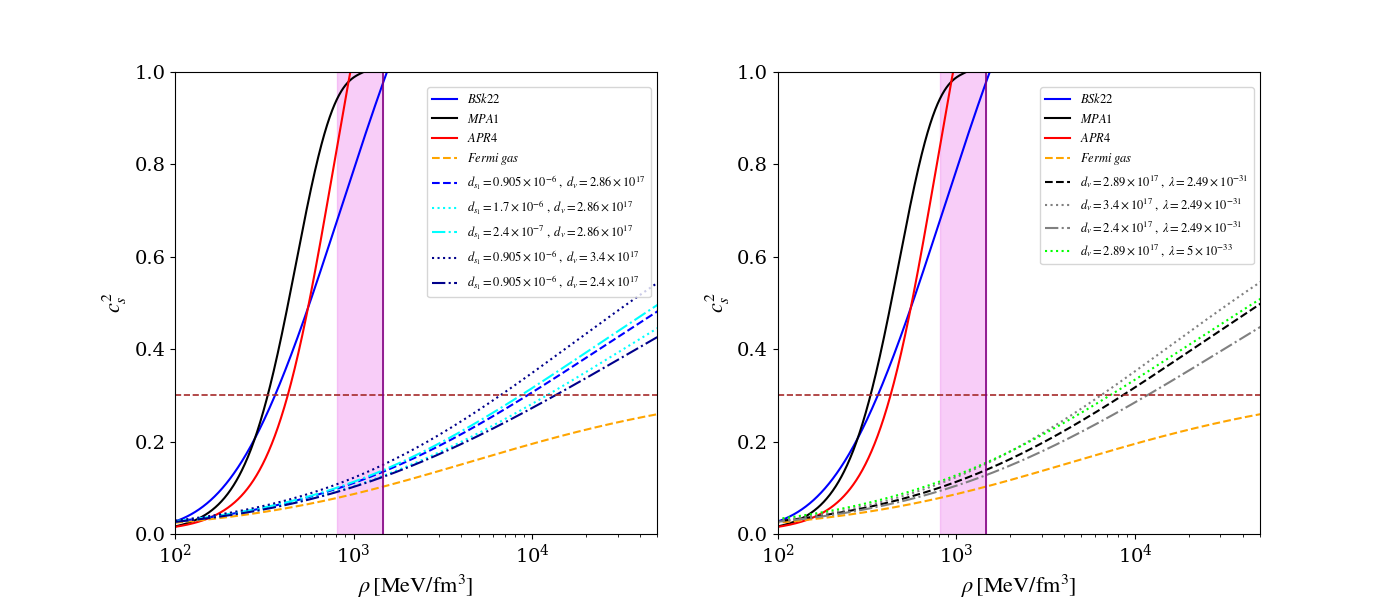 1.0
0.8
0.6
0.4
0.2
0.0
c_s^2
10^2
10^3
10^4
ρ [MeV/fm^3]
BSk22
MPA1
APR4
Fermi gas
d_{s_1} = 0.905 × 10^{-6} , d_v = 2.86 × 10^{17}
d_{s_1} = 1.7 × 10^{-6} , d_v = 2.86 × 10^{17}
d_{s_1} = 2.4 × 10^{-7} , d_v = 2.86 × 10^{17}
d_{s_1} = 0.905 × 10^{-6} , d_v = 3.4 × 10^{17}
d_{s_1} = 0.905 × 10^{-6} , d_v = 2.4 × 10^{17}
1.0
0.8
0.6
0.4
0.2
0.0
c_s^2
10^2
10^3
10^4
ρ [MeV/fm^3]
BSk22
MPA1
APR4
Fermi gas
d_v = 2.89 × 10^{17} , λ = 2.49 × 10^{-31}
d_v = 3.4 × 10^{17} , λ = 2.49 × 10^{-31}
d_v = 2.4 × 10^{17} , λ = 2.49 × 10^{-31}
d_v = 2.89 × 10^{17} , λ = 5 × 10^{-33}